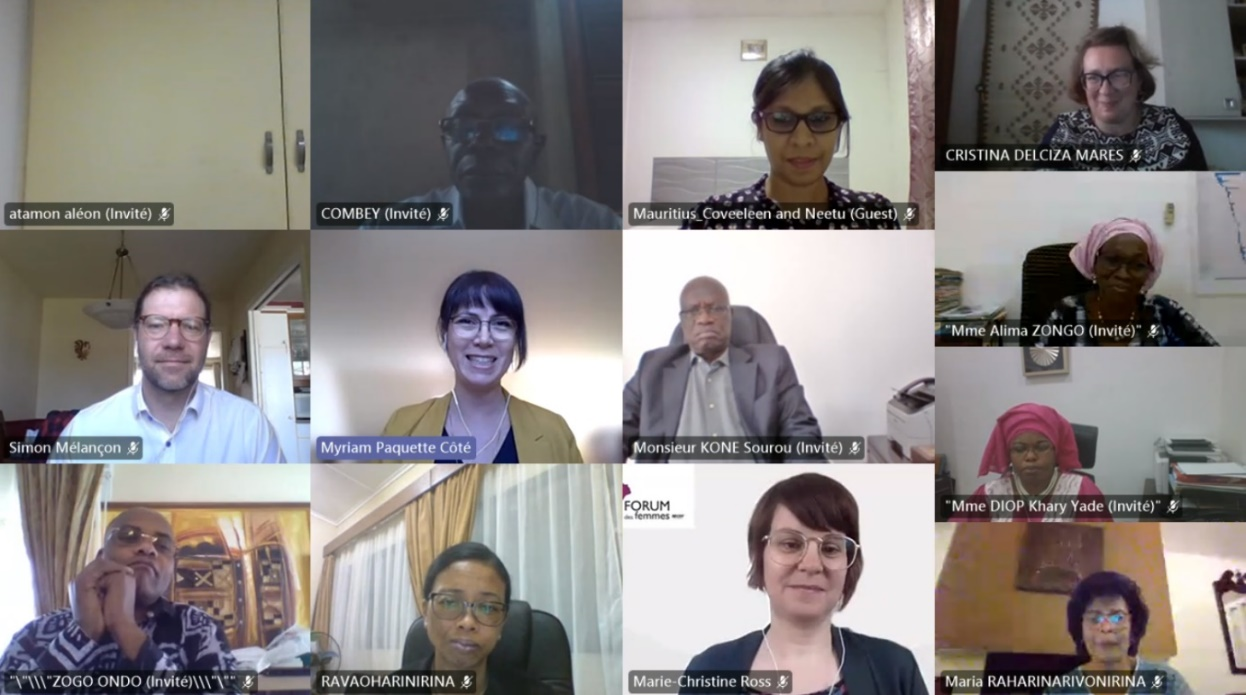 atamon aléon (Invité)
COMBEY (Invité)
Mauritius_Coveeleen and Neetu (Guest)
CRISTINA DELCIZA MARES
"Mme Alima ZONGO (Invité)"
Simon Mélançon
Myriam Paquette Côté
Monsieur KONE Sourou (Invité)
"Mme DIOP Khary Yade (Invité)"
FORUM
des femmes
"\"\\\"ZOGO ONDO (Invité)\\\"\""
RAVAOHARINIRINA
Marie-Christine Ross
Maria RAHARINARIVONIRINA